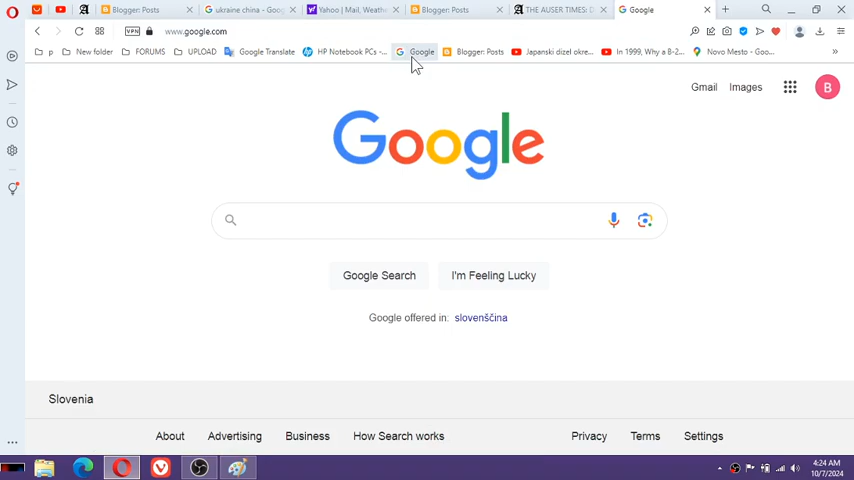 Blogger: Posts
ukraine china - Goog
Yahoo | Mail, Weathe
Blogger: Posts
THE AUSER TIMES: D
Google
VPN
www.google.com
p
New folder
FORUMS
UPLOAD
Google Translate
HP Notebook PCs -...
Google
Blogger: Posts
Japanski dizel okre...
In 1999, Why a B-2...
Novo Mesto - Goo...
Gmail
Images
B
Google
Google Search
I'm Feeling Lucky
Google offered in: slovenščina
Slovenia
About
Advertising
Business
How Search works
Privacy
Terms
Settings
4:24 AM
10/7/2024